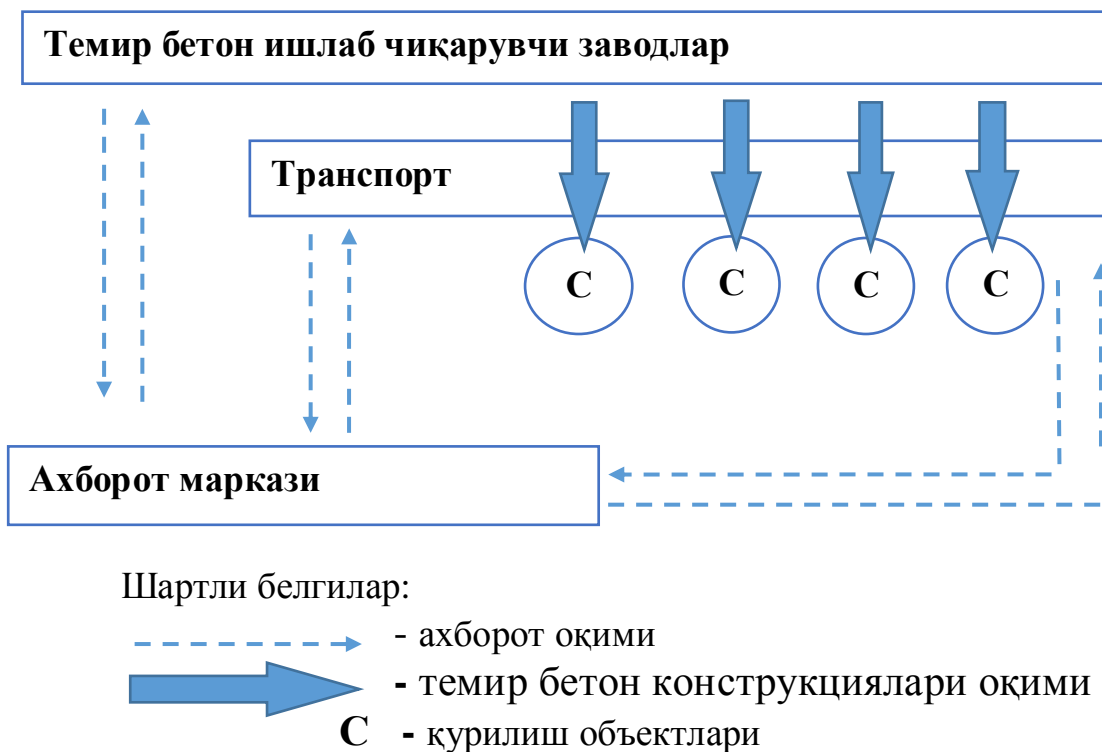 Темир бетон ишлаб чиқарувчи заводлар
Транспорт
С С С С
Ахборот маркази
Шартли белгилар:
- ахборот оқими
- темир бетон конструкциялари оқими
С - қурилиш объектлари